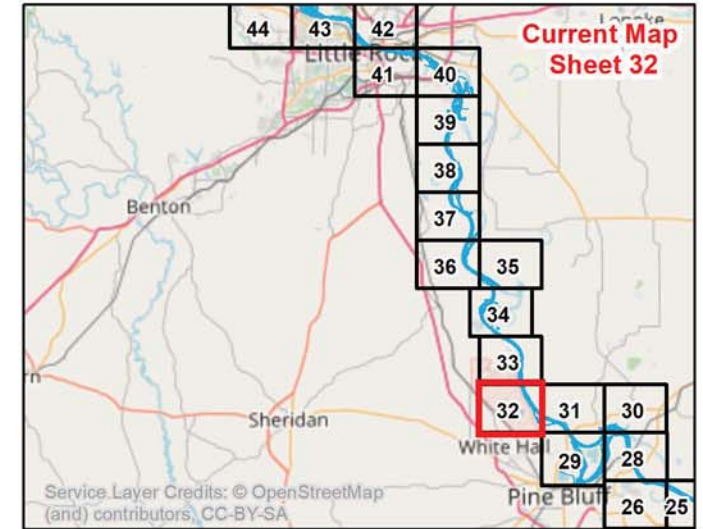 44 43 42 Lonoke
Current Map
Sheet 32
Little Rock
41 40
39
38
Benton
37
36 35
34
33
rn
32 31 30
Sheridan
White Hall
29 28
Service Layer Credits: © OpenStreetMap
(and) contributors, CC-BY-SA
Pine Bluff
26 25